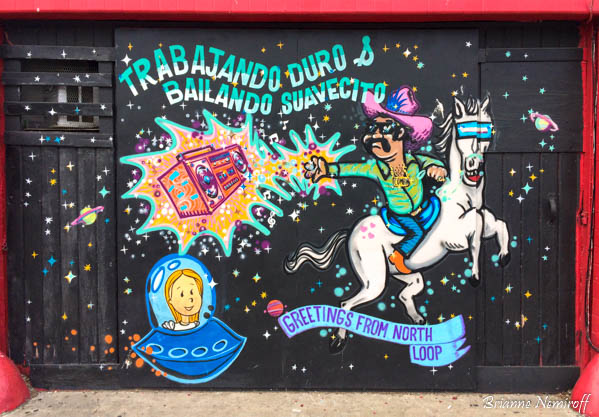 TRABAJANDO DURO &
BAILANDO SUAVECITO
GREETINGS FROM NORTH
LOOP
Brianne Nemiroff